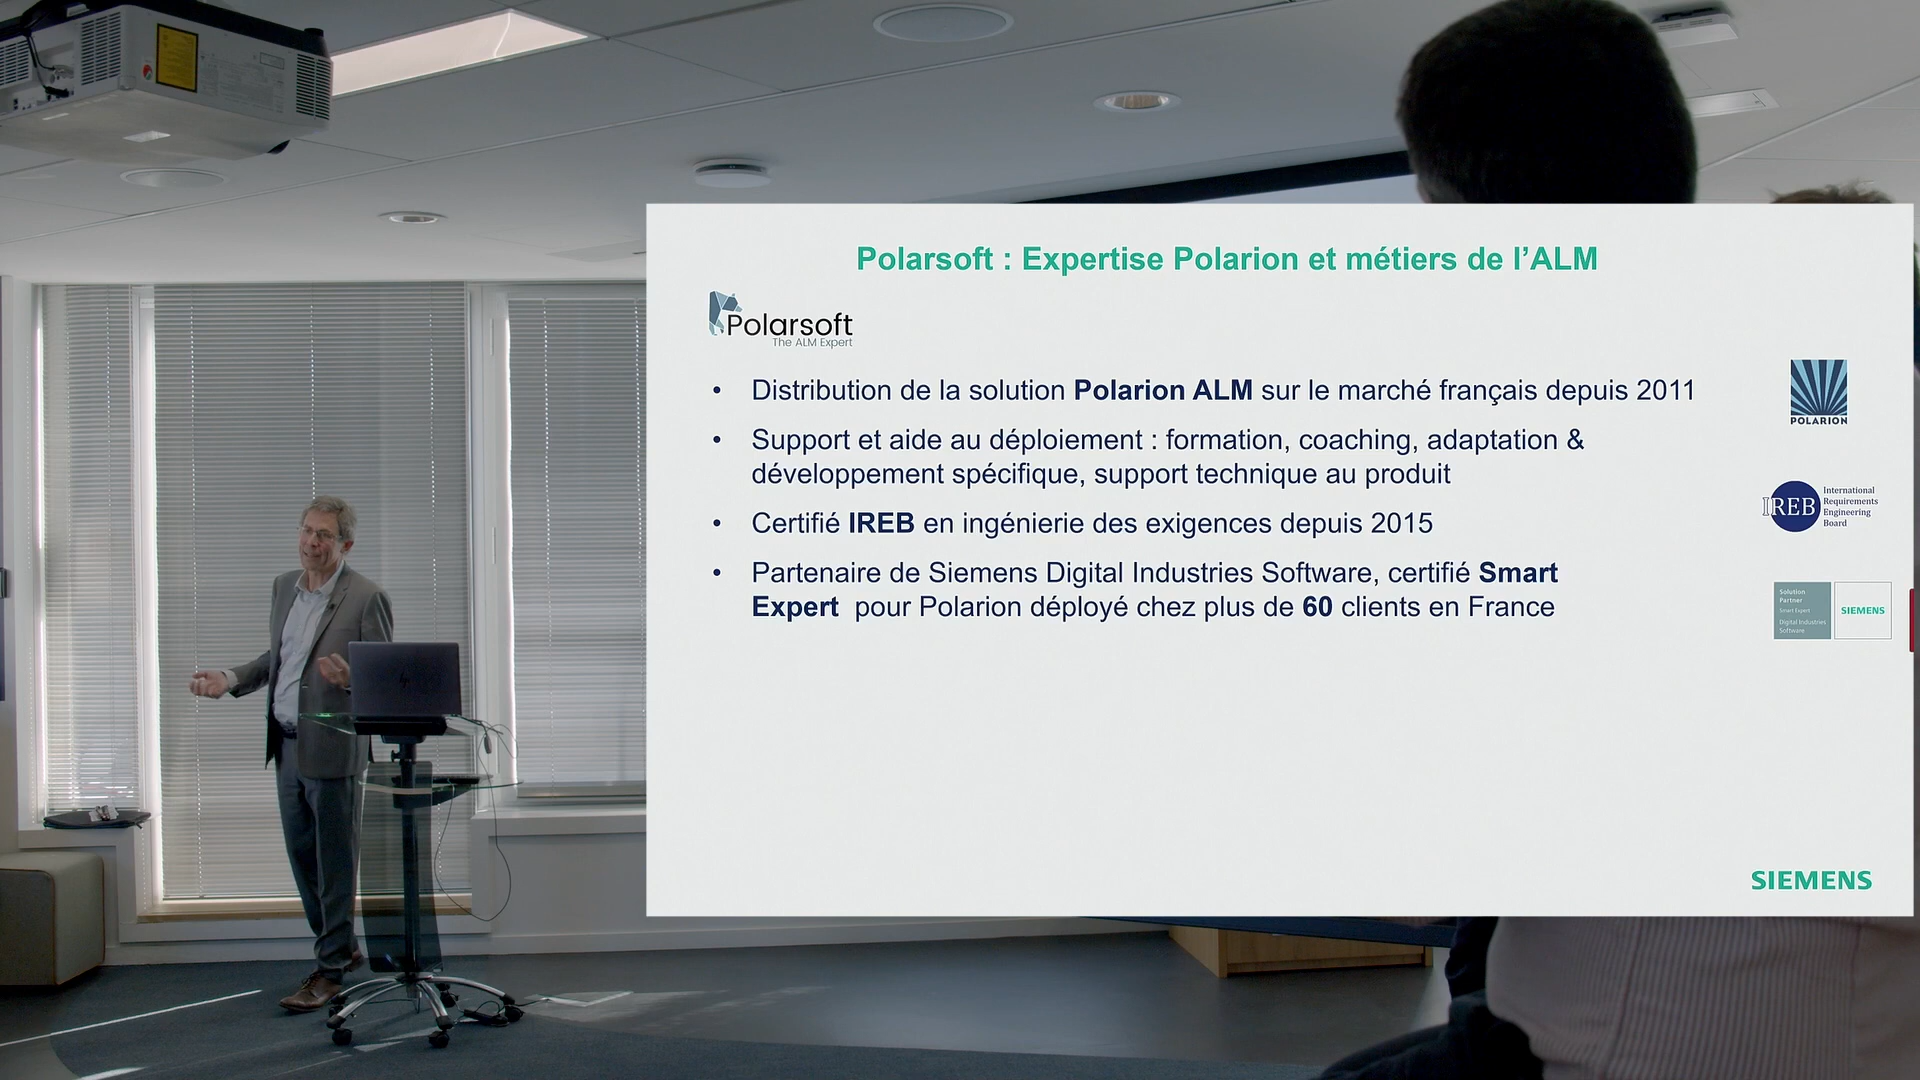 Polarsoft : Expertise Polarion et métiers de l’ALM
Polarsoft
The ALM Expert
• Distribution de la solution Polarion ALM sur le marché français depuis 2011
POLARION
• Support et aide au déploiement : formation, coaching, adaptation &
développement spécifique, support technique au produit
• Certifié IREB en ingénierie des exigences depuis 2015
IREB
International
Requirements
Engineering
Board
• Partenaire de Siemens Digital Industries Software, certifié Smart
Expert pour Polarion déployé chez plus de 60 clients en France
Solution
Partner
Smart Expert
Digital Industries
Software
SIEMENS
SIEMENS